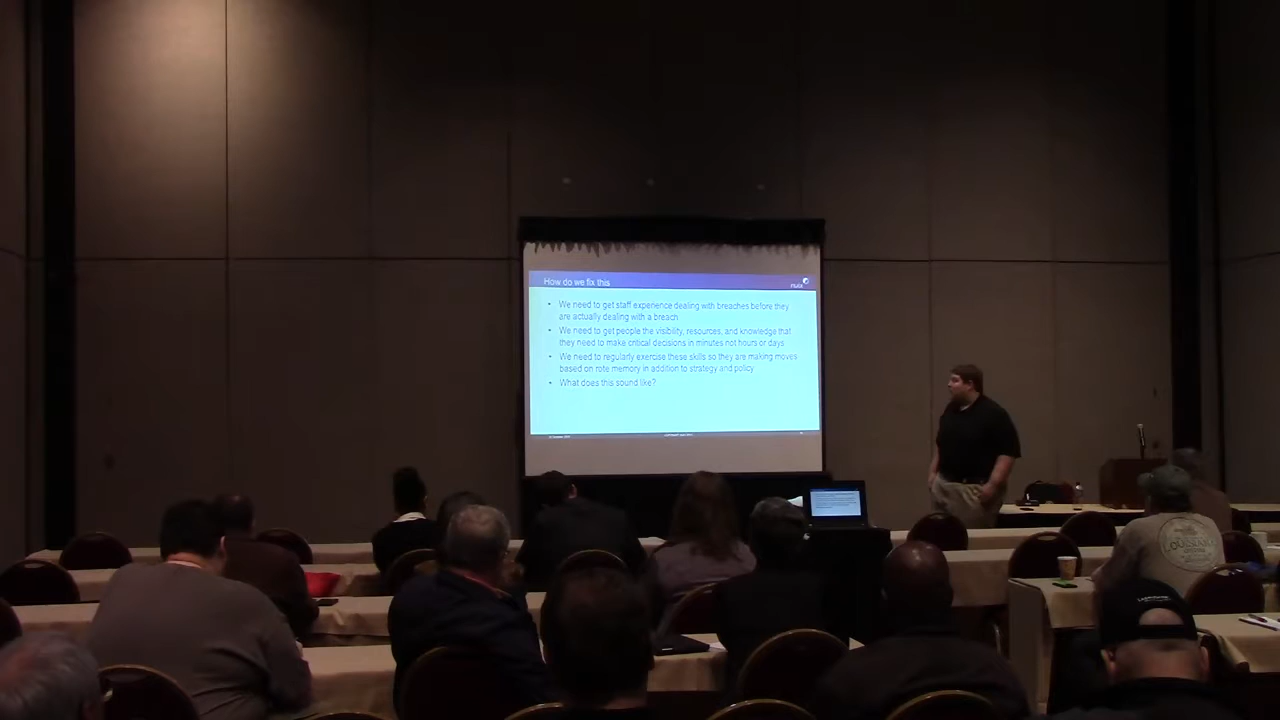 How do we fix this
• We need to get staff experience dealing with breaches before they
are actually dealing with a breach
• We need to get people the visibility, resources, and knowledge that
they need to make critical decisions in minutes not hours or days
• We need to regularly exercise these skills so they are making moves
based on rote memory in addition to strategy and policy
• What does this sound like?